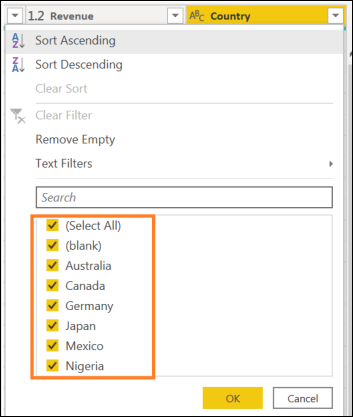 1.2 Revenue ABC Country
Sort Ascending
Sort Descending
Clear Sort
Clear Filter
Remove Empty
Text Filters
Search
(Select All)
(blank)
Australia
Canada
Germany
Japan
Mexico
Nigeria
OK Cancel